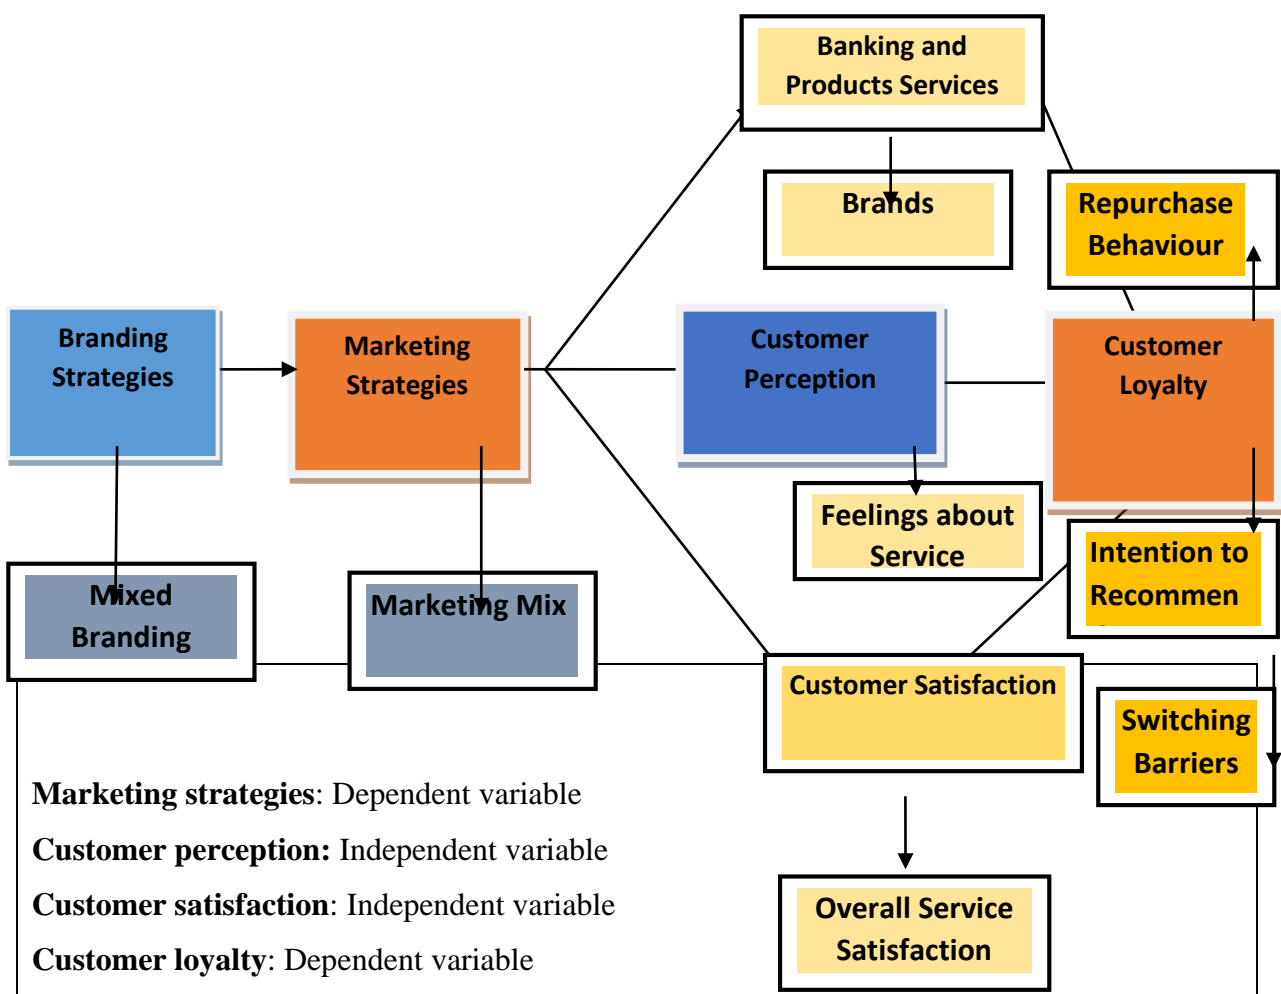 Banking and
Products Services
Brands
Repurchase
Behaviour
Branding
Strategies
Marketing
Strategies
Customer
Perception
Customer
Loyalty
Feelings about
Service
Intention to
Recommen
Mixed
Branding
Marketing Mix
Customer Satisfaction
Switching
Barriers
Marketing strategies: Dependent variable
Customer perception: Independent variable
Customer satisfaction: Independent variable
Customer loyalty: Dependent variable
Overall Service
Satisfaction